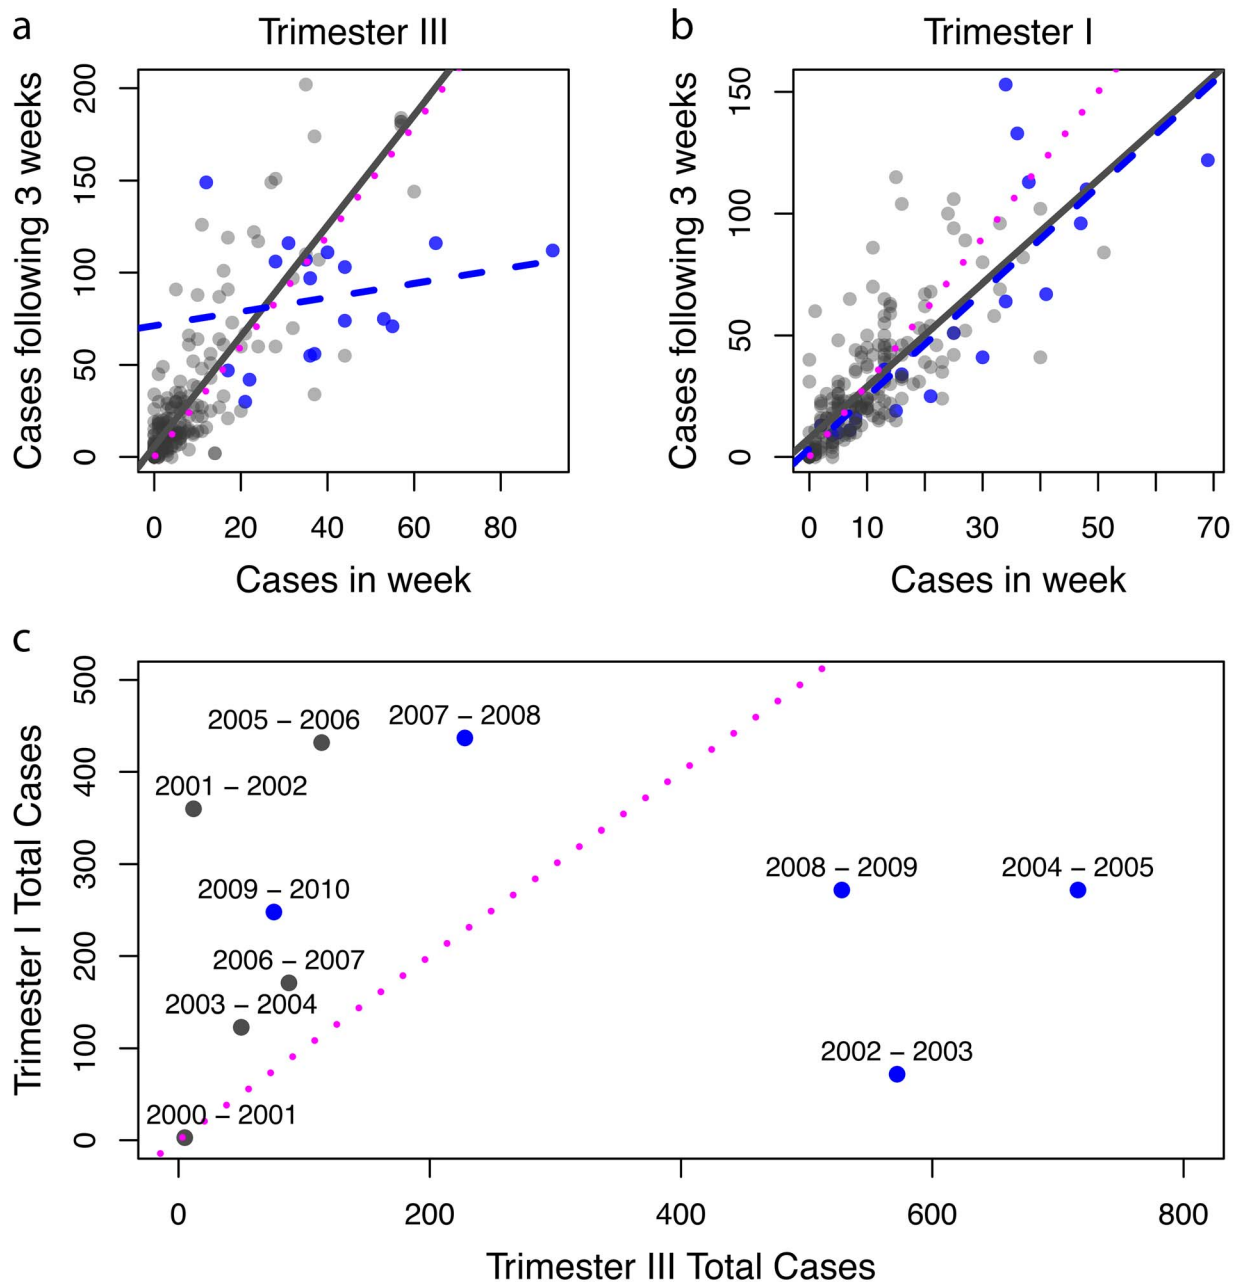 a
Trimester III
Cases following 3 weeks
0 50 100 150 200
0 20 40 60 80
Cases in week
b
Trimester I
Cases following 3 weeks
0 50 100 150
0 10 30 50 70
Cases in week
c
Trimester I Total Cases
0 100 200 300 400 500
2005 – 2006
2007 – 2008
2001 – 2002
2008 – 2009
2004 – 2005
2009 – 2010
2006 – 2007
2003 – 2004
2002 – 2003
2000 – 2001
0 200 400 600 800
Trimester III Total Cases